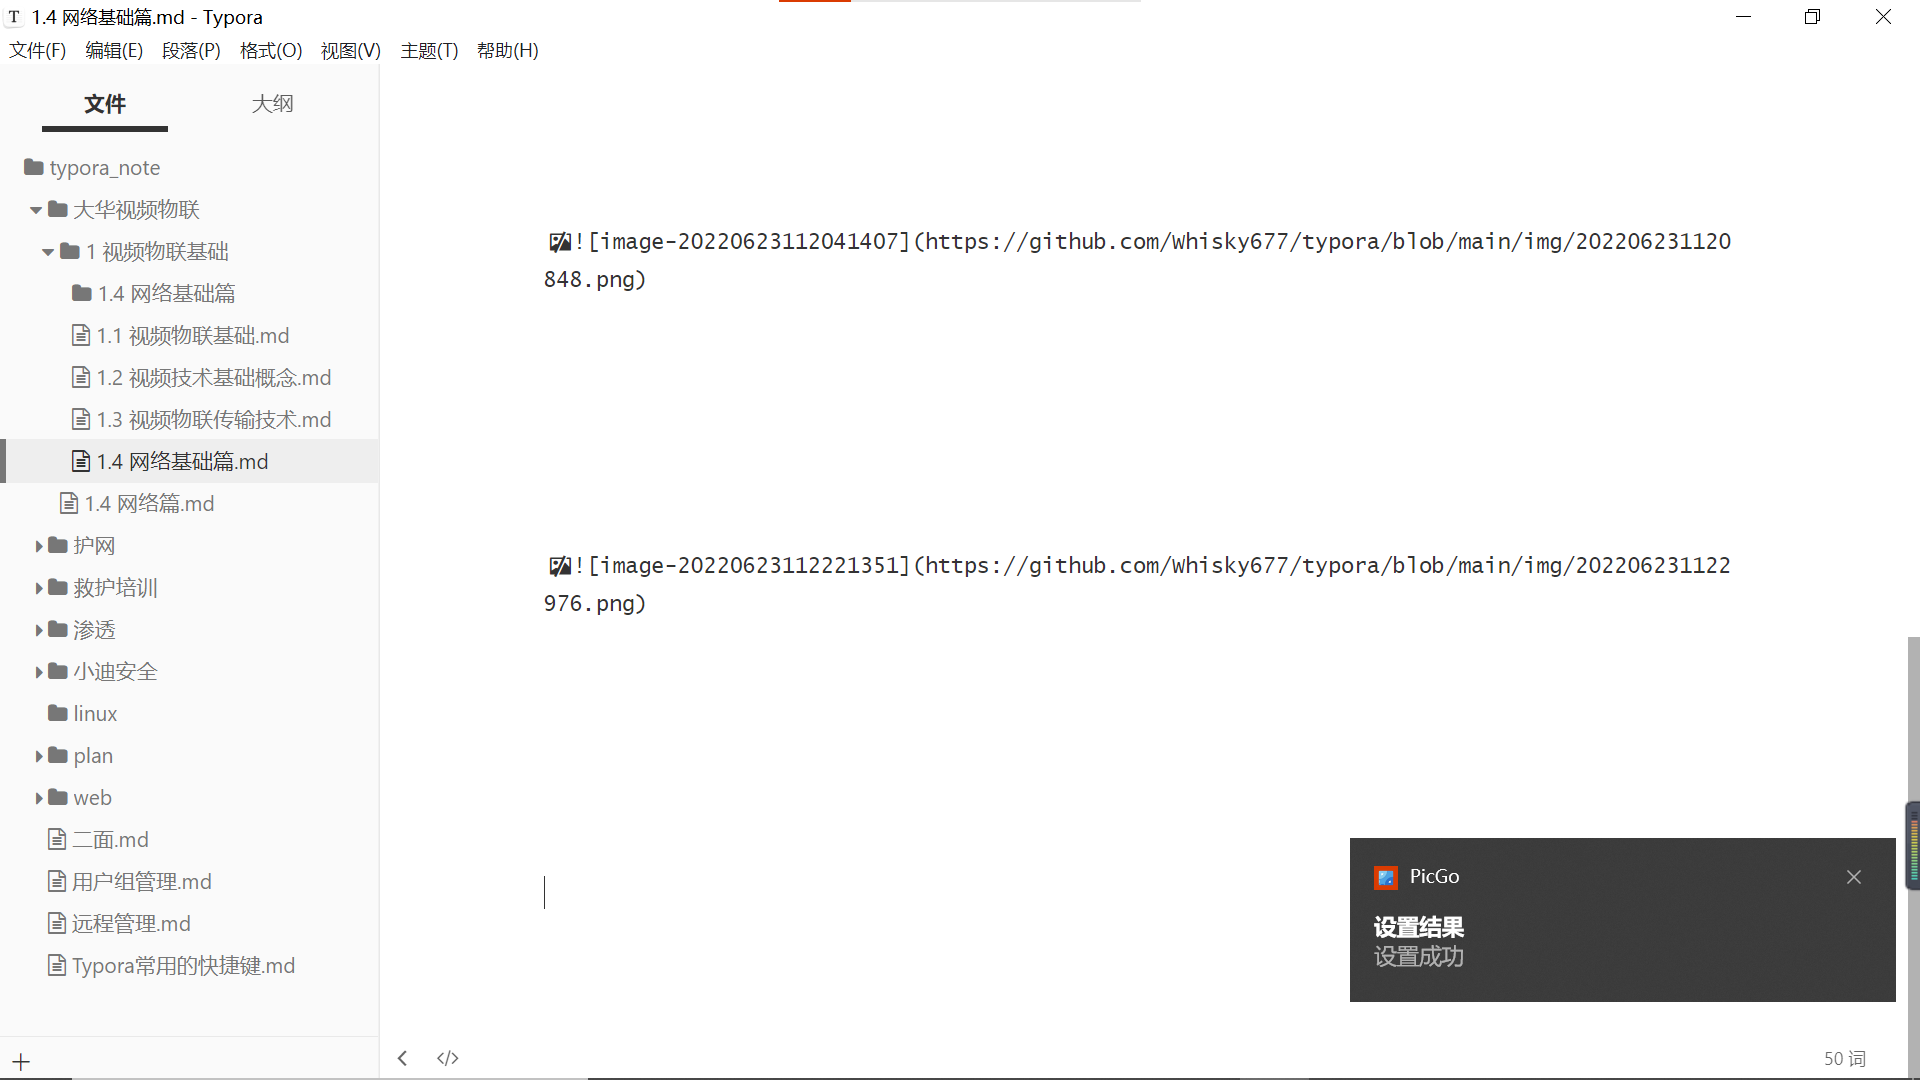 1.4 网络基础篇.md - Typora
文件(F) 编辑(E) 段落(P) 格式(O) 视图(V) 主题(T) 帮助(H)
文件 大纲
typora_note
大华视频物联
1 视频物联基础
1.4 网络基础篇
1.1 视频物联基础.md
1.2 视频技术基础概念.md
1.3 视频物联传输技术.md
1.4 网络基础篇.md
1.4 网络篇.md
护网
救护培训
渗透
小迪安全
linux
plan
web
二面.md
用户组管理.md
远程管理.md
Typora常用的快捷键.md
![image-20220623112041407](https://github.com/Whisky677/typora/blob/main/img/202206231120
848.png)
![image-20220623112221351](https://github.com/Whisky677/typora/blob/main/img/202206231122
976.png)
PicGo
设置结果
设置成功
50 词